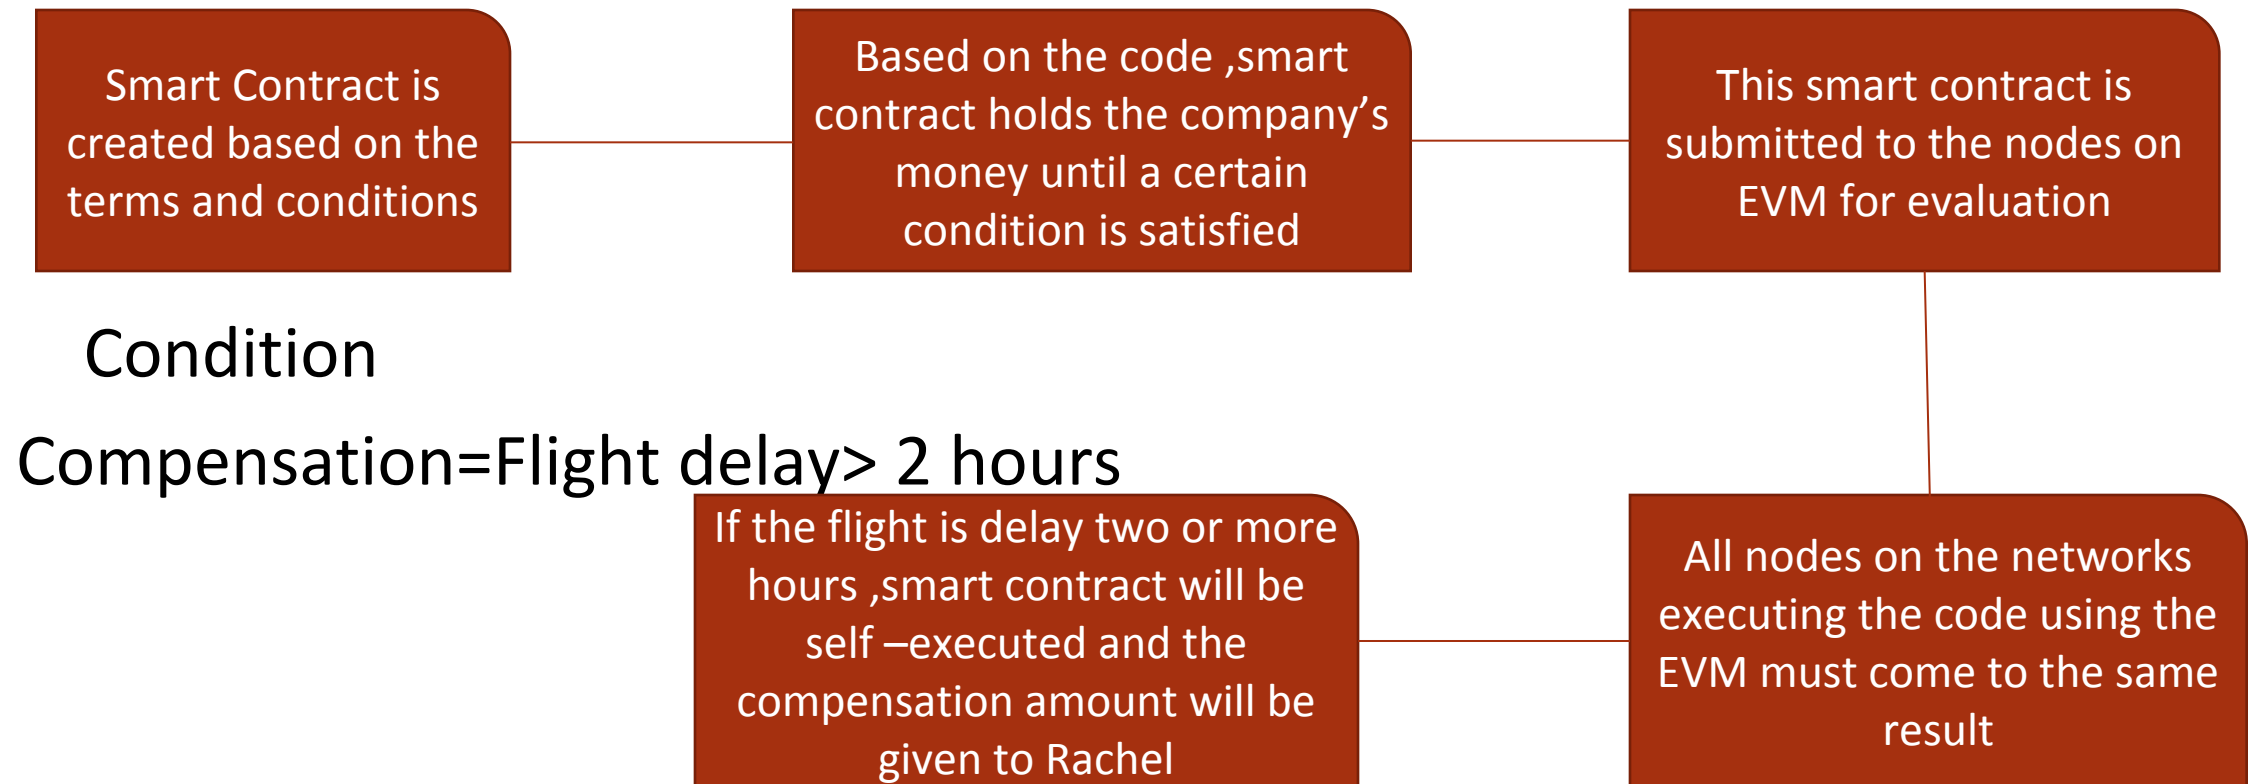 Smart Contract is
created based on the
terms and conditions
Based on the code ,smart
contract holds the company’s
money until a certain
condition is satisfied
This smart contract is
submitted to the nodes on
EVM for evaluation
Condition
Compensation=Flight delay> 2 hours
If the flight is delay two or more
hours ,smart contract will be
self –executed and the
compensation amount will be
given to Rachel
All nodes on the networks
executing the code using the
EVM must come to the same
result